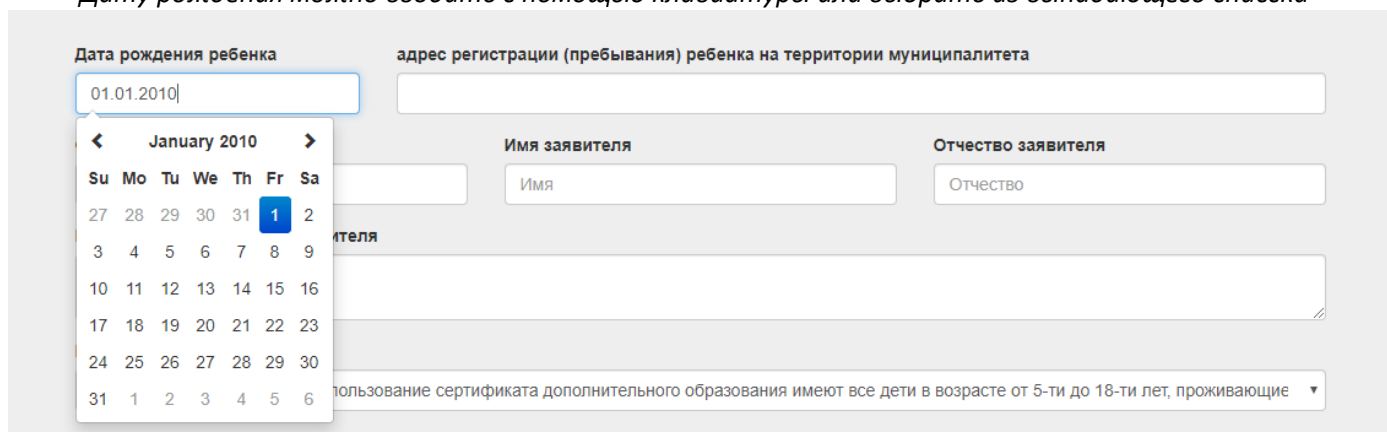 Дата рождения ребенка адрес регистрации (пребывания) ребенка на территории муниципалитета
01.01.2010
January 2010
Имя заявителя Отчество заявителя
Su Mo Tu We Th Fr Sa
Имя Отчество
27 28 29 30 31 1 2
3 4 5 6 7 8 9
10 11 12 13 14 15 16
17 18 19 20 21 22 23
24 25 26 27 28 29 30
сертификата дополнительного образования имеют все дети в возрасте от 5-ти до 18-ти лет, проживающие
31 1 2 3 4 5 6